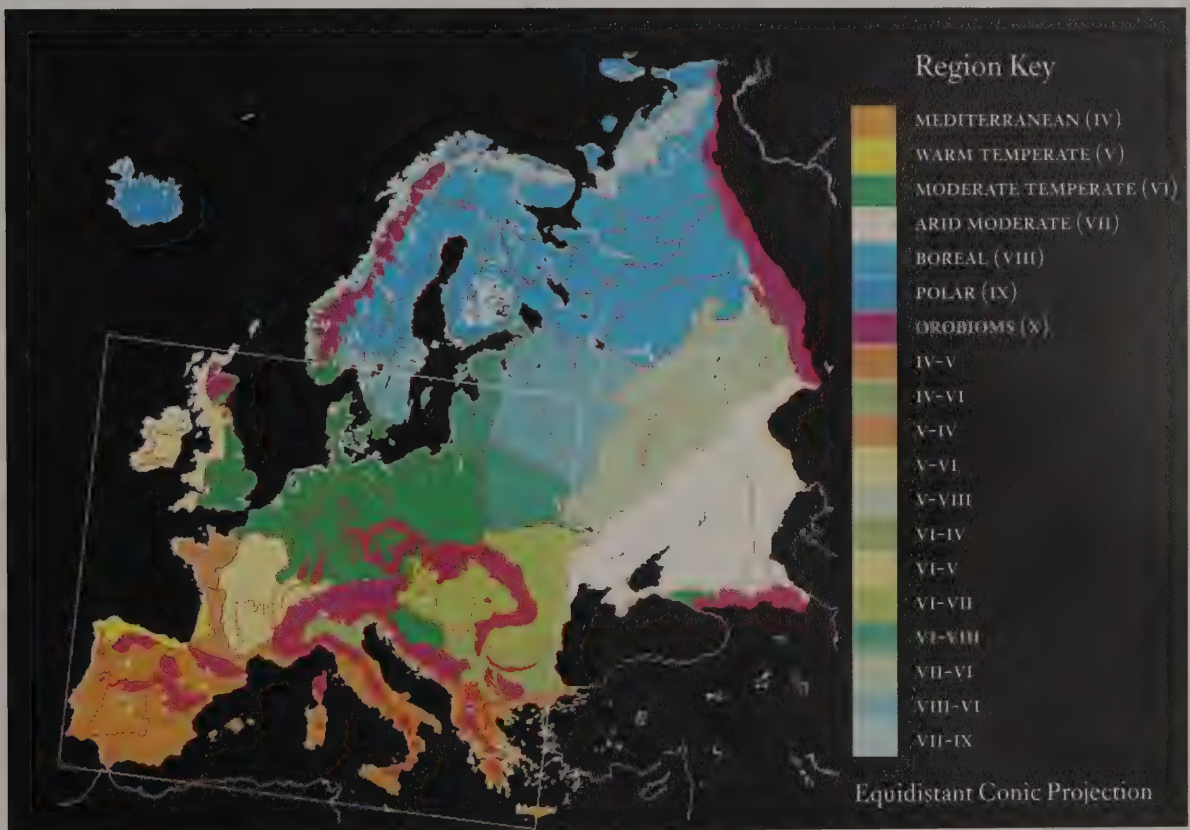 Region Key
MEDITERRANEAN (IV)
WARM TEMPERATE (V)
MODERATE TEMPERATE (VI)
ARID MODERATE (VII)
BOREAL (VIII)
POLAR (IX)
OROBIOMS (X)
IV-V
IV-VI
V-IV
V-VI
V-VIII
VI-IV
VI-V
VI-VII
VI-VIII
VII-VI
VIII-VI
VII-IX
Equidistant Conic Projection